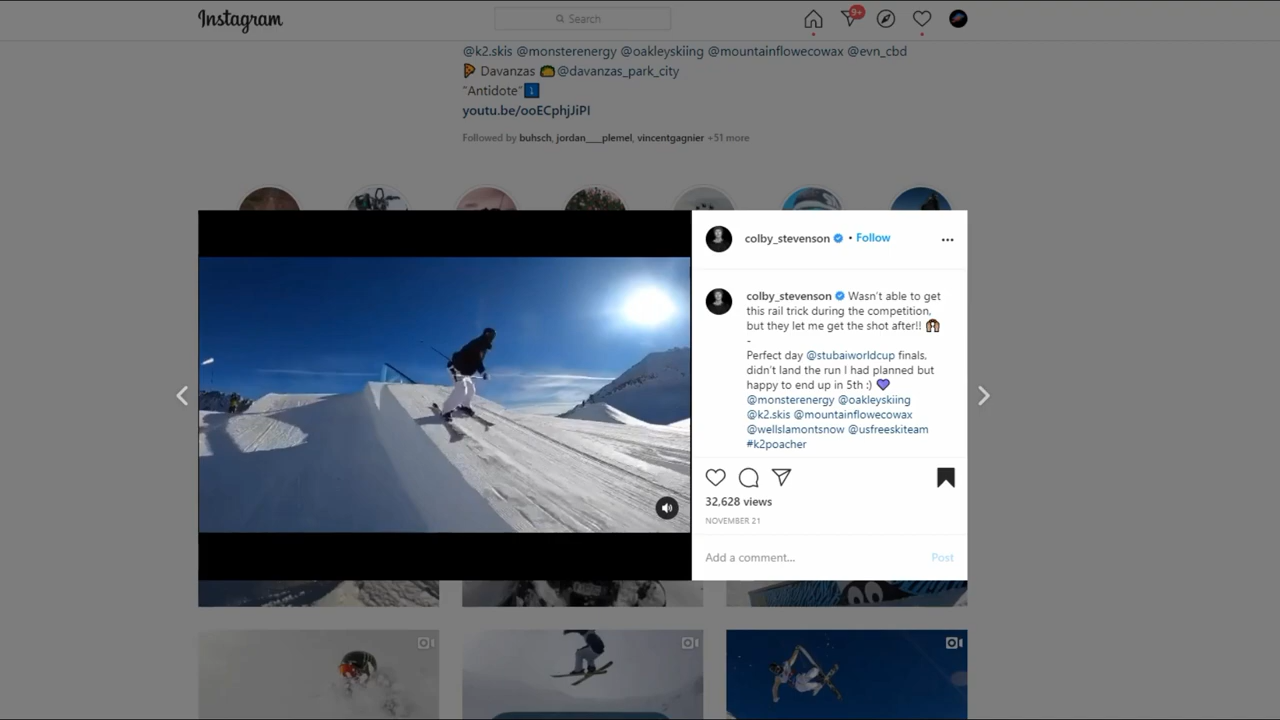 Instagram
Search
9+
@k2.skis @monsterenergy @oakleyskiing @mountainflowecowax @evn_cbd
🍕 Davanzas 🌮@davanzas_park_city
"Antidote"⤵️
youtu.be/ooECphjJiPI
Followed by buhsch, jordan___plemel, vincentgagnier +51 more
colby_stevenson • Follow
colby_stevenson Wasn't able to get
this rail trick during the competition,
but they let me get the shot after!! 🙈
-
Perfect day @stubaiworldcup finals,
didn't land the run I had planned but
happy to end up in 5th :) 💜
@monsterenergy @oakleyskiing
@k2.skis @mountainflowecowax
@wellslamontsnow @usfreeskiteam
#k2poacher
32,628 views
NOVEMBER 21
Add a comment...
Post